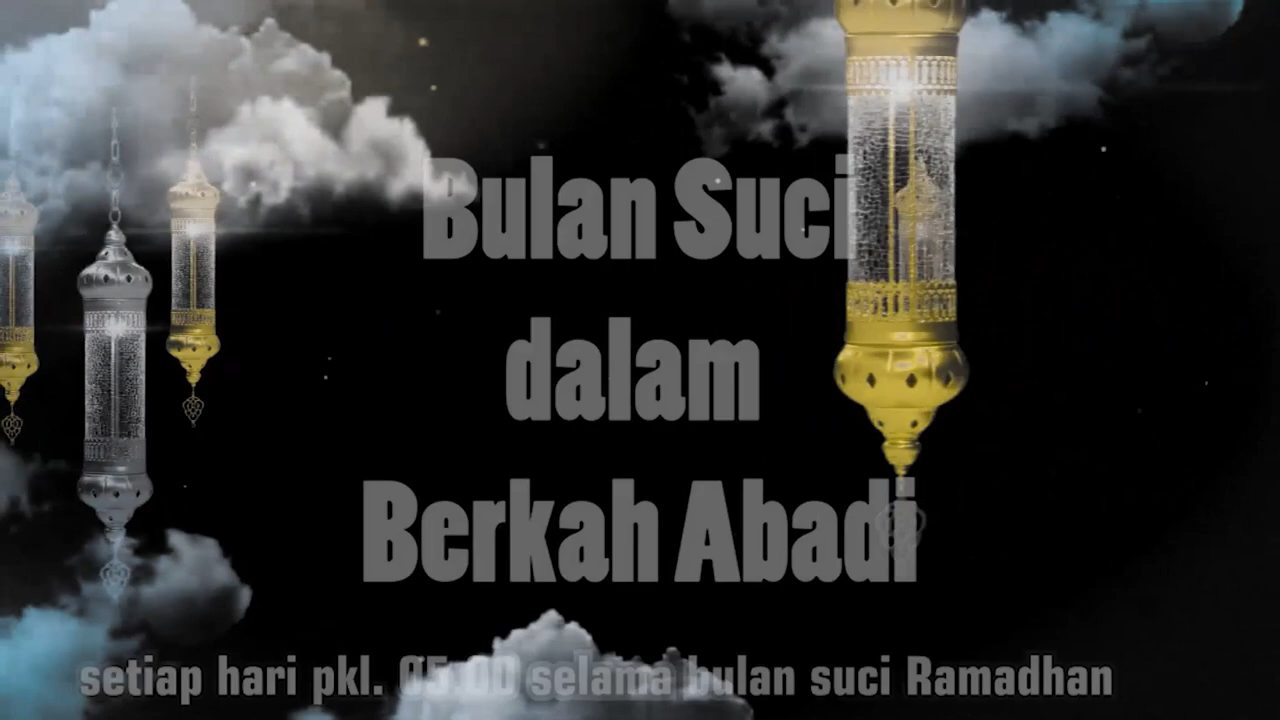 Bulan Suci
dalam
Berkah Abadi
setiap hari pkl. 05.00 selama bulan suci Ramadhan